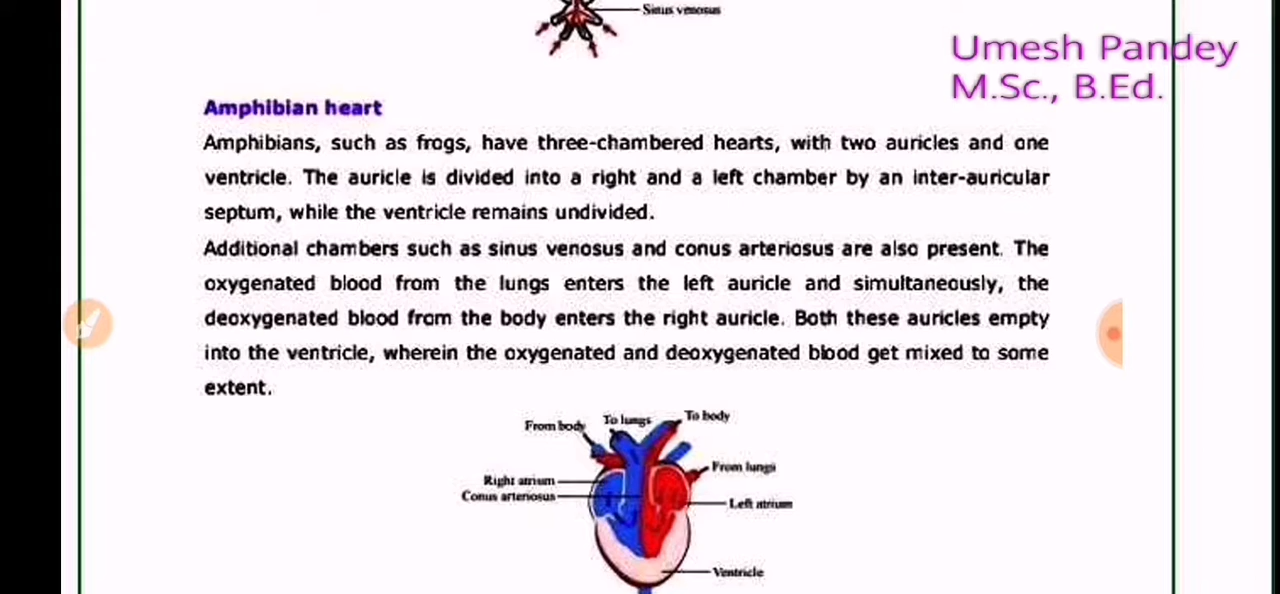 Sinus venosus
Umesh Pandey
M.Sc., B.Ed.
Amphibian heart
Amphibians, such as frogs, have three-chambered hearts, with two auricles and one
ventricle. The auricle is divided into a right and a left chamber by an inter-auricular
septum, while the ventricle remains undivided.
Additional chambers such as sinus venosus and conus arteriosus are also present. The
oxygenated blood from the lungs enters the left auricle and simultaneously, the
deoxygenated blood from the body enters the right auricle. Both these auricles empty
into the ventricle, wherein the oxygenated and deoxygenated blood get mixed to some
extent.
From body
To lungs
To body
From lungs
Right atrium
Conus arteriosus
Left atrium
Ventricle